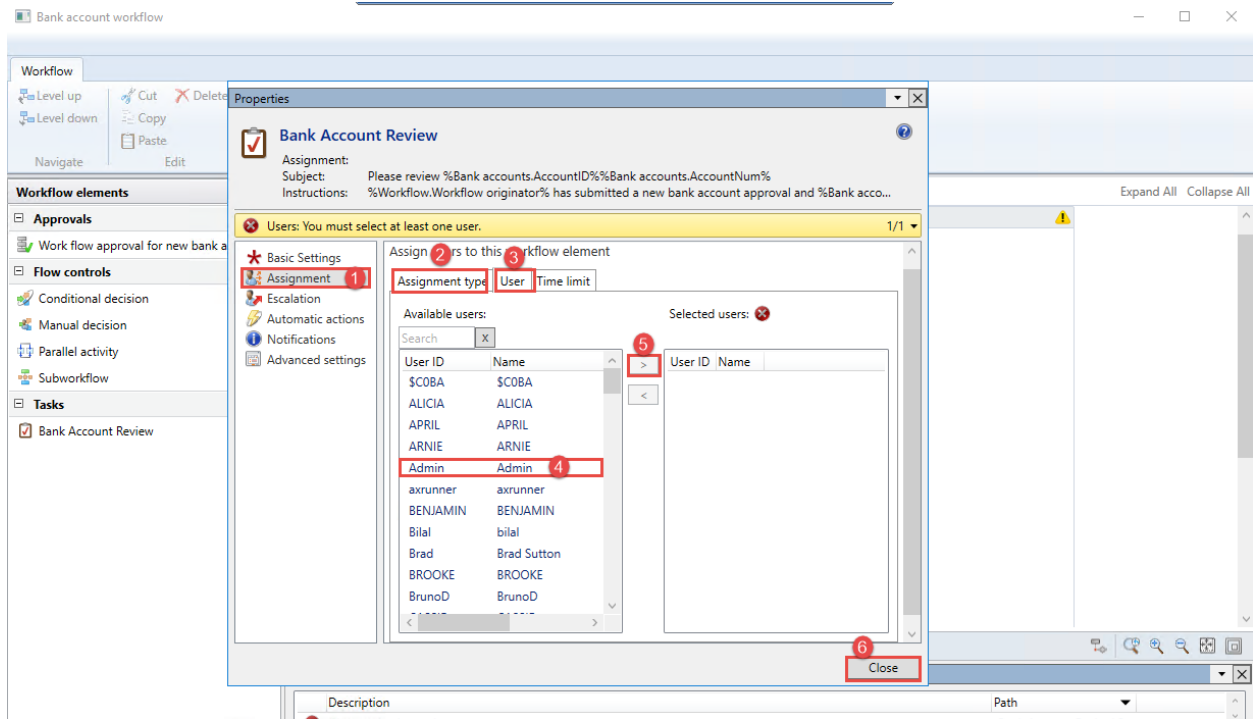 Bank account workflow
Workflow
Level up
Cut
Delete
Level down
Copy
Paste
Navigate
Edit
Workflow elements
Approvals
Work flow approval for new bank a
Flow controls
Conditional decision
Manual decision
Parallel activity
Subworkflow
Tasks
Bank Account Review
Expand All Collapse All
Properties
Bank Account Review
Assignment:
Subject: Please review %Bank accounts.AccountID%%Bank accounts.AccountNum%
Instructions: %Workflow.Workflow originator% has submitted a new bank account approval and %Bank acco...
Users: You must select at least one user. 1/1
Basic Settings
Assignment 1
Escalation
Automatic actions
Notifications
Advanced settings
to this workflow element
2 3
Assignment type User Time limit
Available users: Selected users:
Search X
5
User ID Name > User ID Name
$C0BA $C0BA
<
ALICIA ALICIA
APRIL APRIL
ARNIE ARNIE
Admin Admin 4
axrunner axrunner
BENJAMIN BENJAMIN
Bilal bilal
Brad Brad Sutton
BROOKE BROOKE
BrunoD BrunoD
6
Close
Description Path